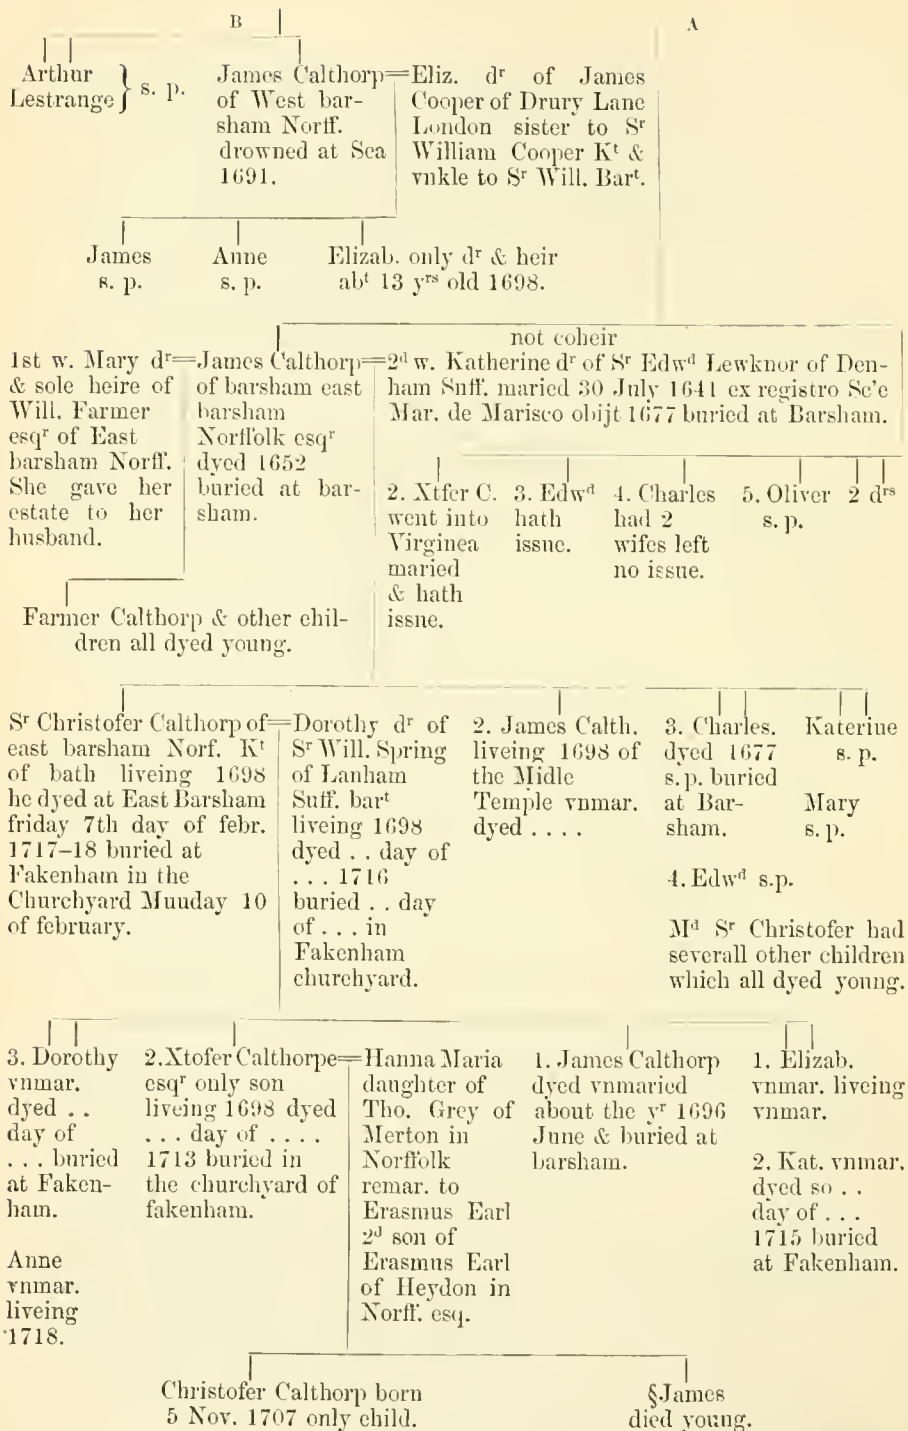 B
A
Arthur
Lestrange
} s. p.
James Calthorp=
of West bar-
sham Norff.
drowned at Sea
1691.
Eliz. dʳ of James
Cooper of Drury Lane
London sister to Sʳ
William Cooper Kᵗ &
vnkle to Sʳ Will. Barᵗ.
James
s. p.
Anne
s. p.
Elizab. only dʳ & heir
abᵗ 13 yʳˢ old 1698.
1st w. Mary dʳ=
& sole heire of
Will. Farmer
esqʳ of East
barsham Norff.
She gave her
estate to her
husband.
James Calthorp=
of barsham east
barsham
Norffolk esqʳ
dyed 1652
buried at bar-
sham.
not coheir
2ᵈ w. Katherine dʳ of Sʳ Edwᵈ Lewknor of Den-
ham Suff. maried 30 July 1641 ex registro Sc'e
Mar. de Marisco obijt 1677 buried at Barsham.
2. Xtfer C.
went into
Virginea
maried
& hath
issue.
3. Edwᵈ
hath
issue.
4. Charles
had 2
wifes left
no issue.
5. Oliver
s. p.
2 dʳˢ
Farmer Calthorp & other chil-
dren all dyed young.
Sʳ Christofer Calthorp of=
east barsham Norf. Kᵗ
of bath liveing 1698
he dyed at East Barsham
friday 7th day of febr.
1717–18 buried at
Fakenham in the
Churchyard Munday 10
of february.
Dorothy dʳ of
Sʳ Will. Spring
of Lanham
Suff. barᵗ
liveing 1698
dyed . . day of
. . . 1716
buried . . day
of . . . in
Fakenham
churchyard.
2. James Calth.
liveing 1698 of
the Midle
Temple vnmar.
dyed . . . .
3. Charles.
dyed 1677
s.p. buried
at Bar-
sham.
4. Edwᵈ s.p.
Katerine
s. p.
Mary
s. p.
Mᵈ Sʳ Christofer had
severall other children
which all dyed young.
3. Dorothy
vnmar.
dyed . .
day of
. . . buried
at Faken-
ham.
Anne
vnmar.
liveing
1718.
2.Xtofer Calthorpe=
esqʳ only son
liveing 1698 dyed
. . . day of . . . .
1713 buried in
the churchyard of
fakenham.
Hanna Maria
daughter of
Tho. Grey of
Merton in
Norffolk
remar. to
Erasmus Earl
2ᵈ son of
Erasmus Earl
of Heydon in
Norff. esq.
1. James Calthorp
dyed vnmaried
about the yʳ 1696
June & buried at
barsham.
1. Elizab.
vnmar. liveing
vnmar.
2. Kat. vnmar.
dyed so . .
day of . . .
1715 buried
at Fakenham.
Christofer Calthorp born
5 Nov. 1707 only child.
§James
died young.